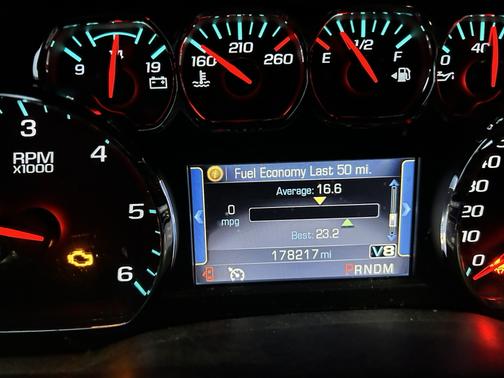 9 19
160 210 260
E 1/2 F
0 40
3
4
5
6
RPM
x1000
Fuel Economy Last 50 mi.
Average: 16.6
.0
mpg
Best: 23.2
178217 mi
V8
PRNDM
0